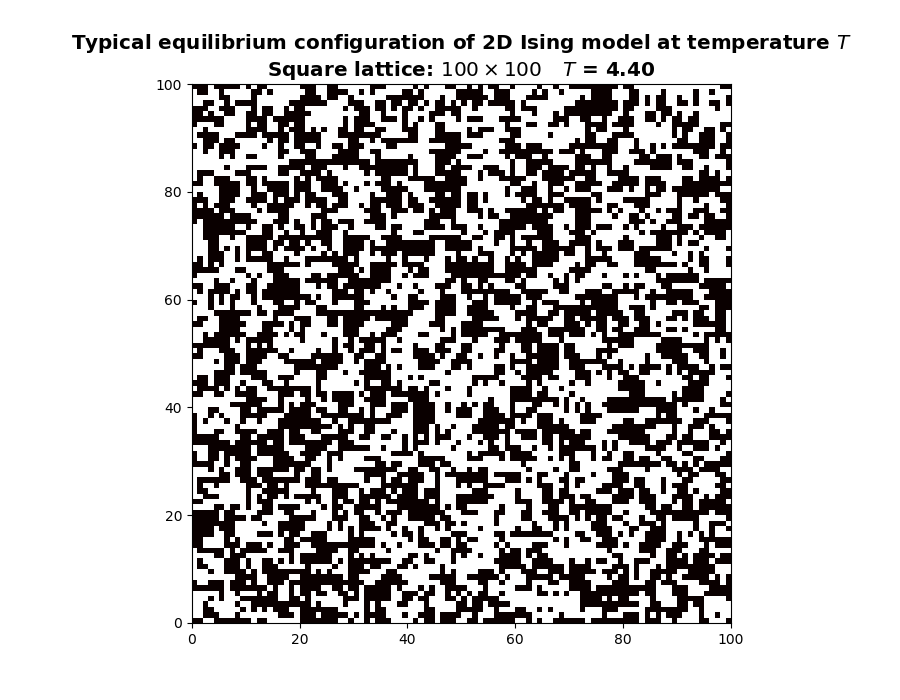 Typical equilibrium configuration of 2D Ising model at temperature T
Square lattice: 100 × 100 T = 4.40
100
80
60
40
20
0
0 20 40 60 80 100